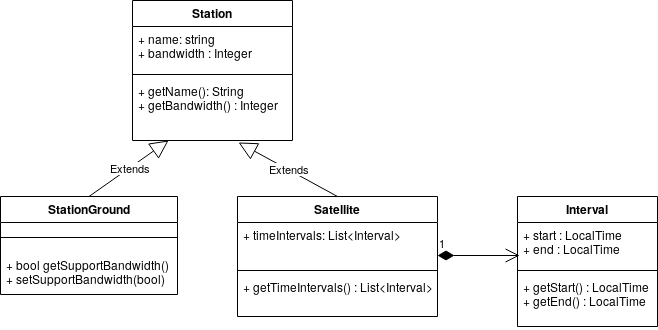 Station
+ name: string
+ bandwidth : Integer
+ getName(): String
+ getBandwidth() : Integer
Extends
Extends
StationGround
+ bool getSupportBandwidth()
+ setSupportBandwidth(bool)
Satellite
+ timeIntervals: List<Interval>
+ getTimeIntervals() : List<Interval>
1
Interval
+ start : LocalTime
+ end : LocalTime
+ getStart() : LocalTime
+ getEnd() : LocalTime